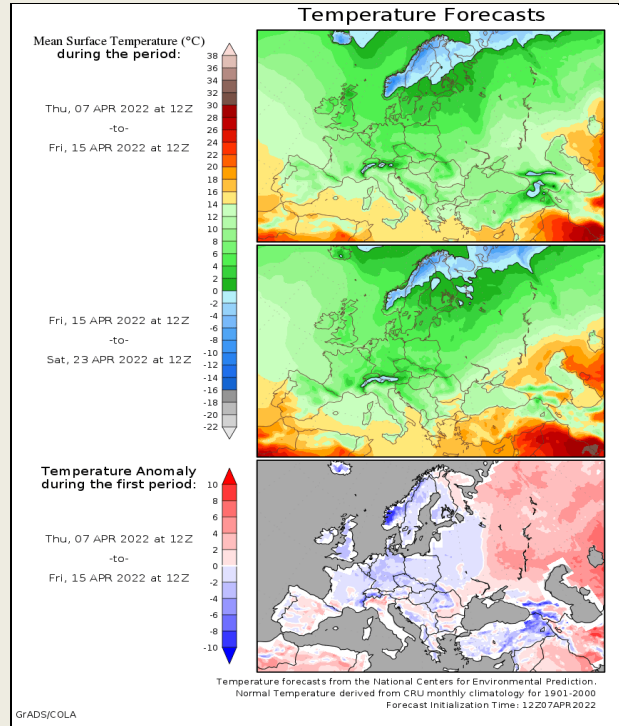 Temperature Forecasts
Mean Surface Temperature (°C)
during the period:
Thu, 07 APR 2022 at 12Z
-to-
Fri, 15 APR 2022 at 12Z
38
36
34
32
30
28
26
24
22
20
18
16
14
12
10
8
6
4
2
0
-2
-4
-6
-8
-10
-12
-14
-16
-18
-20
-22
Fri, 15 APR 2022 at 12Z
-to-
Sat, 23 APR 2022 at 12Z
Temperature Anomaly
during the first period:
Thu, 07 APR 2022 at 12Z
-to-
Fri, 15 APR 2022 at 12Z
10
8
6
4
2
0
-2
-4
-6
-8
-10
Temperature forecasts from the National Centers for Environmental Prediction.
Normal Temperature derived from CRU monthly climatology for 1901-2000
Forecast Initialization Time: 12Z07APR2022
GrADS/COLA